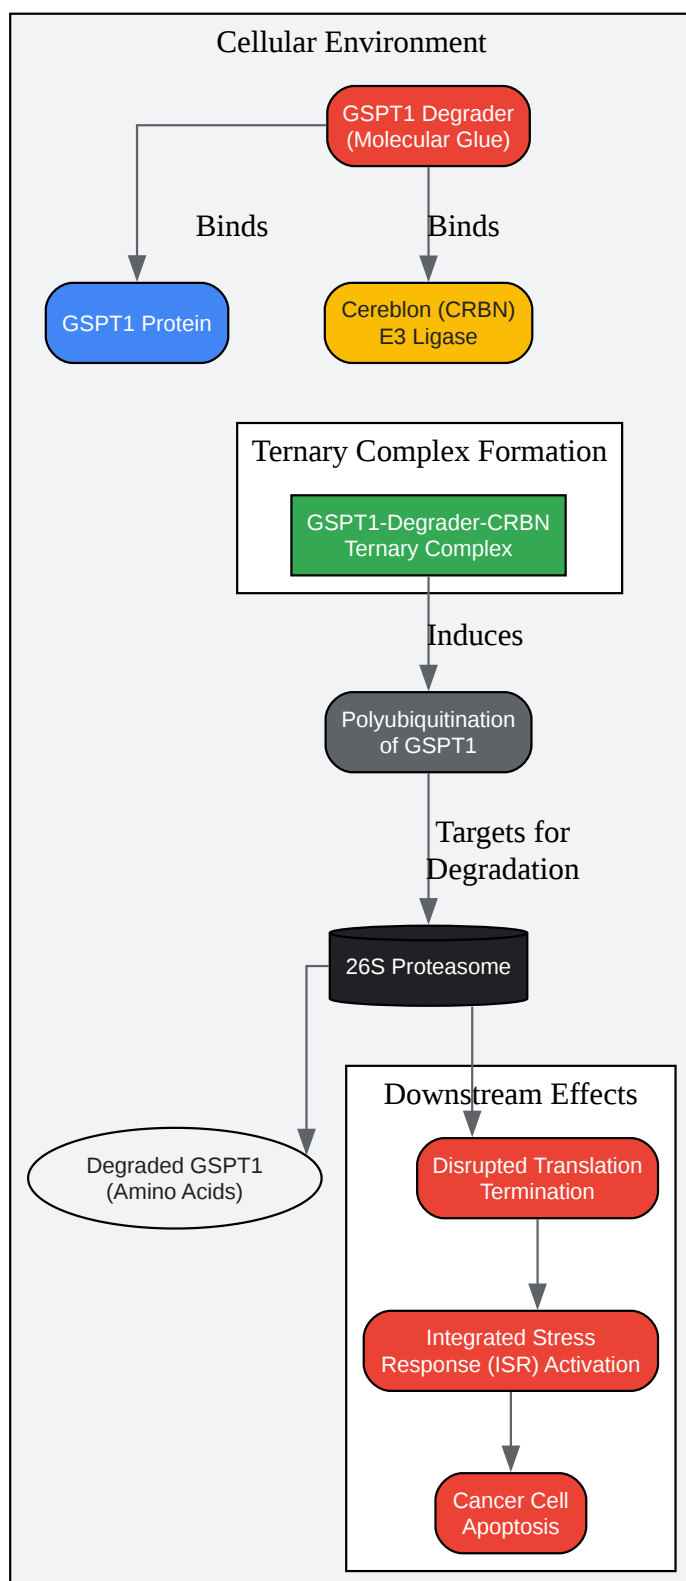 Cellular Environment
GSPT1 Degrader
(Molecular Glue)
Binds
Binds
GSPT1 Protein
Cereblon (CRBN)
E3 Ligase
Ternary Complex Formation
GSPT1-Degrader-CRBN
Ternary Complex
Induces
Polyubiquitination
of GSPT1
Targets for
Degradation
26S Proteasome
Downstream Effects
Degraded GSPT1
(Amino Acids)
Disrupted Translation
Termination
Integrated Stress
Response (ISR) Activation
Cancer Cell
Apoptosis